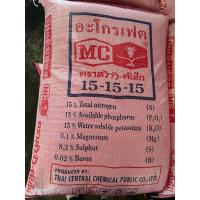 อะโกรเฟต
MC
ตราหัววัว-คันไถ
15-15-15
15% Total nitrogen (N)
15% Available phosphorus (P₂O₅)
15% Water soluble potassium (K₂O)
0.1% Magnesium (Mg)
8.3% Sulphur (S)
0.02% Boron (B)
PRODUCED BY:
THAI CENTRAL CHEMICAL PUBLIC CO., LTD.